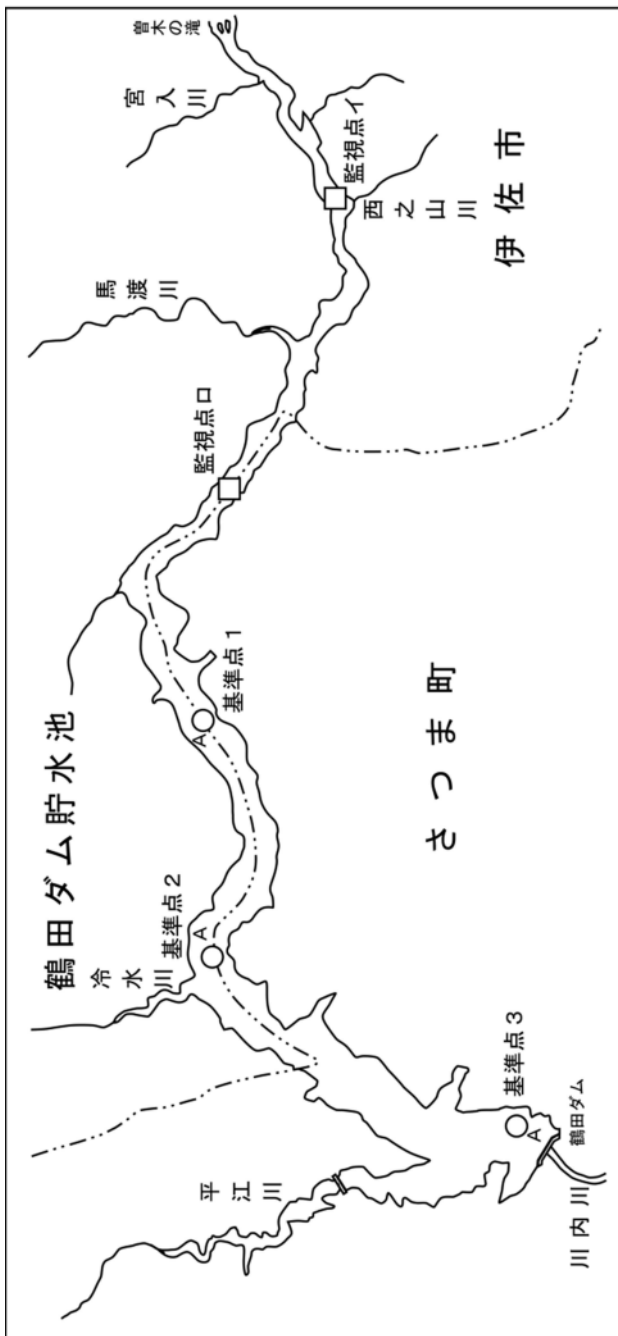 鶴田ダム貯水池
曽木の滝
宮入川
監視点イ
西之山川
伊佐市
馬渡川
監視点ロ
基準点1
A
さつま町
基準点2
A
冷水川
基準点3
A
鶴田ダム
平江川
川内川